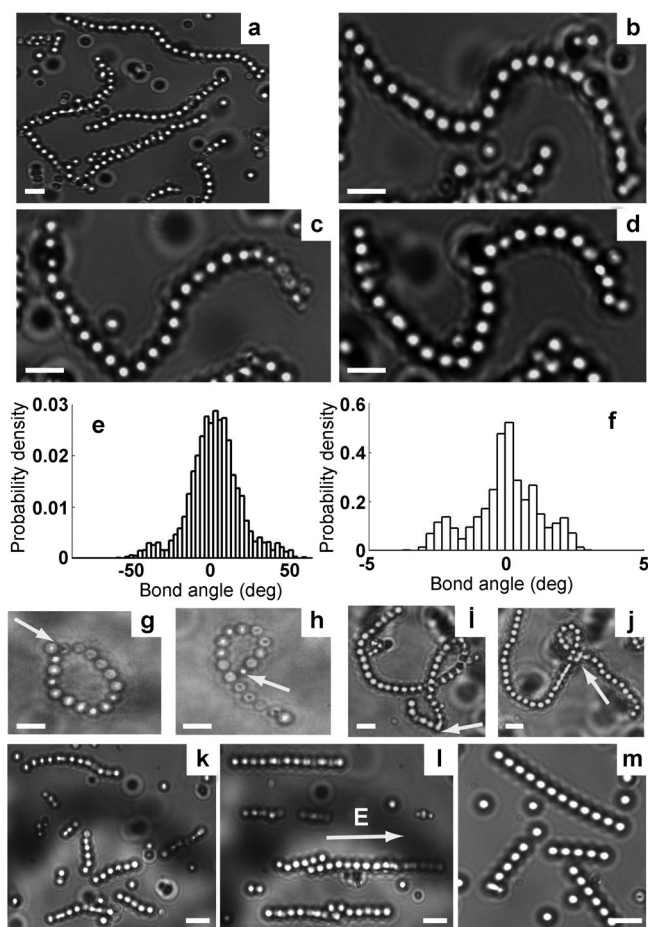 a
b
c
d
0.03
0.02
0.01
0
Probability density
e
-50 0 50
Bond angle (deg)
0.6
0.4
0.2
0
Probability density
f
-5 0 5
Bond angle (deg)
g
h
i
j
k
l
E
m